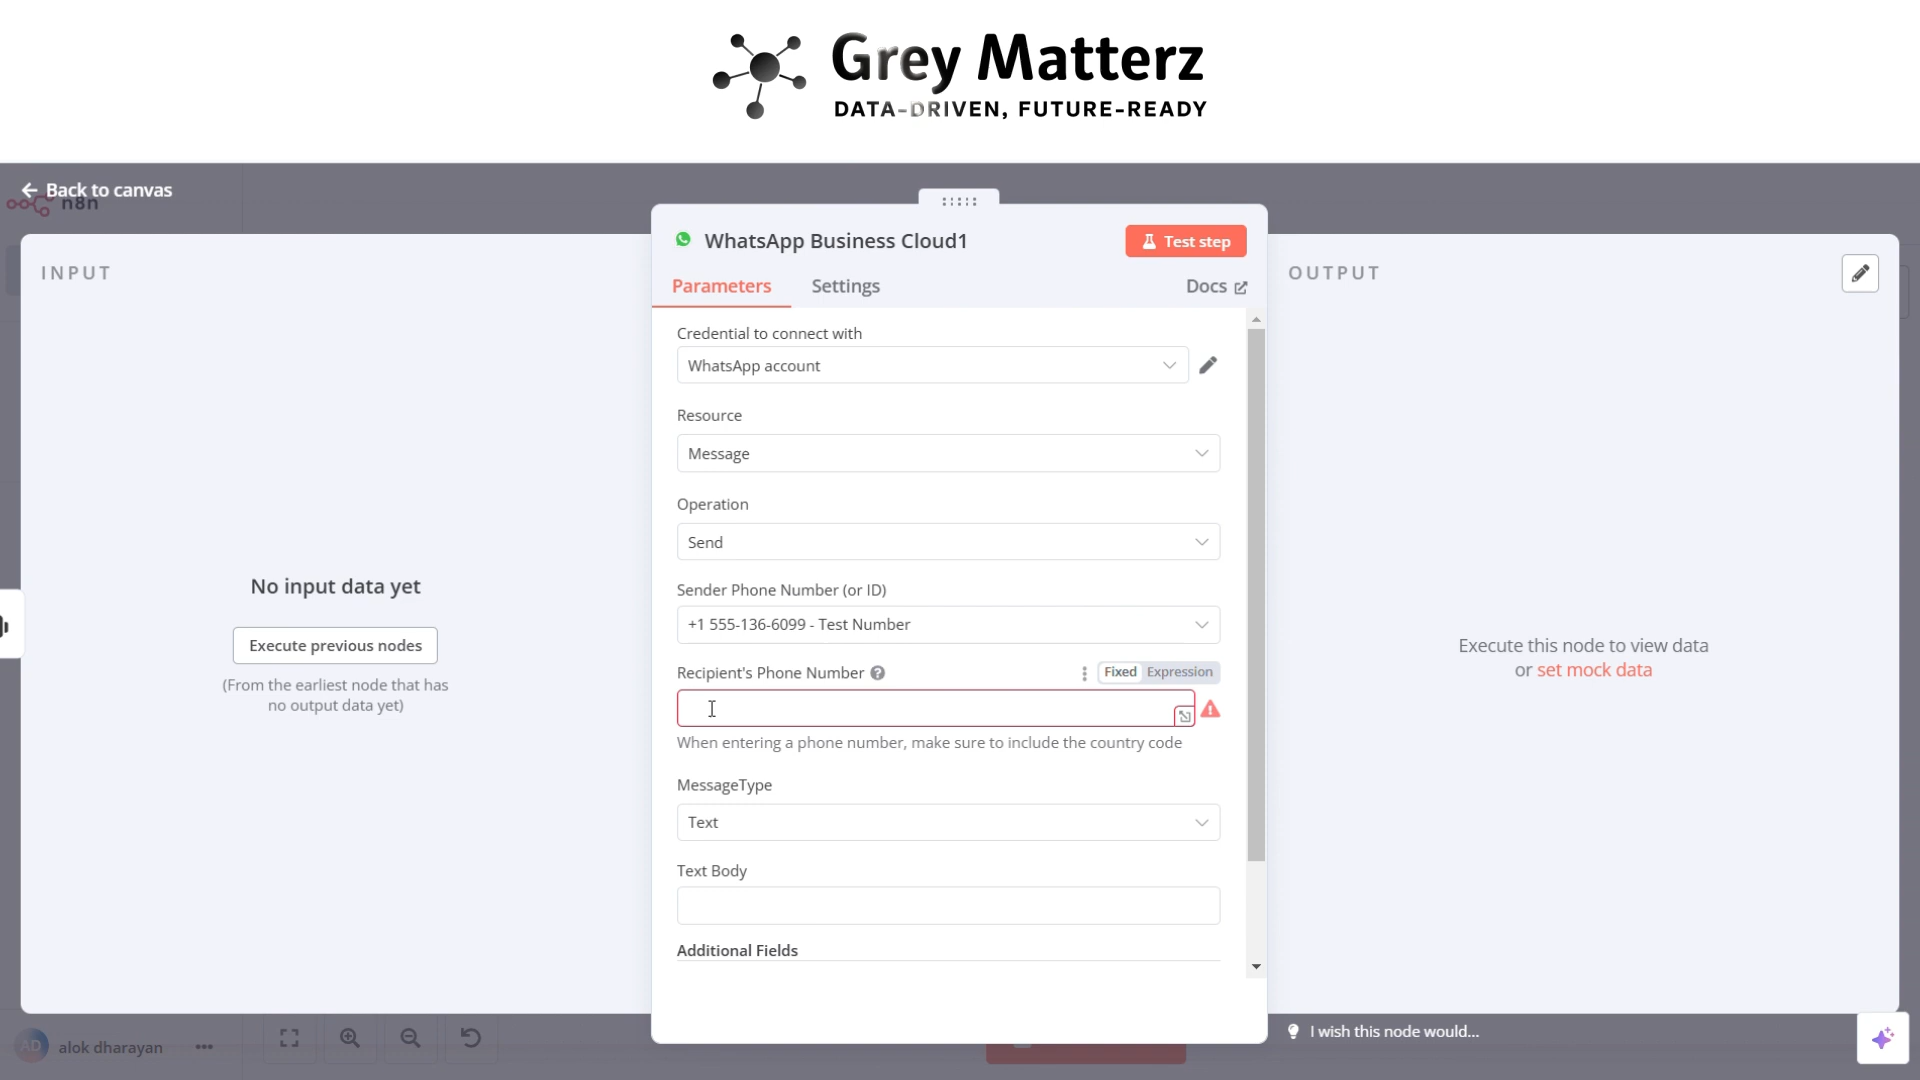 Grey Matterz
DATA-DRIVEN, FUTURE-READY
Back to canvas
n8n
INPUT
No input data yet
Execute previous nodes
(From the earliest node that has
no output data yet)
WhatsApp Business Cloud1
Test step
Parameters
Settings
Docs
Credential to connect with
WhatsApp account
Resource
Message
Operation
Send
Sender Phone Number (or ID)
+1 555-136-6099 - Test Number
Recipient's Phone Number
Fixed
Expression
When entering a phone number, make sure to include the country code
MessageType
Text
Text Body
Additional Fields
OUTPUT
Execute this node to view data
or set mock data
I wish this node would...
AD
alok dharayan